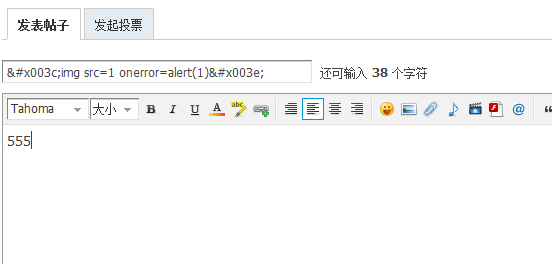 发表帖子 发起投票
&#x003c;img src=1 onerror=alert(1)&#x003e; 还可输入 38 个字符
Tahoma 大小 B I U A abc @ “
555